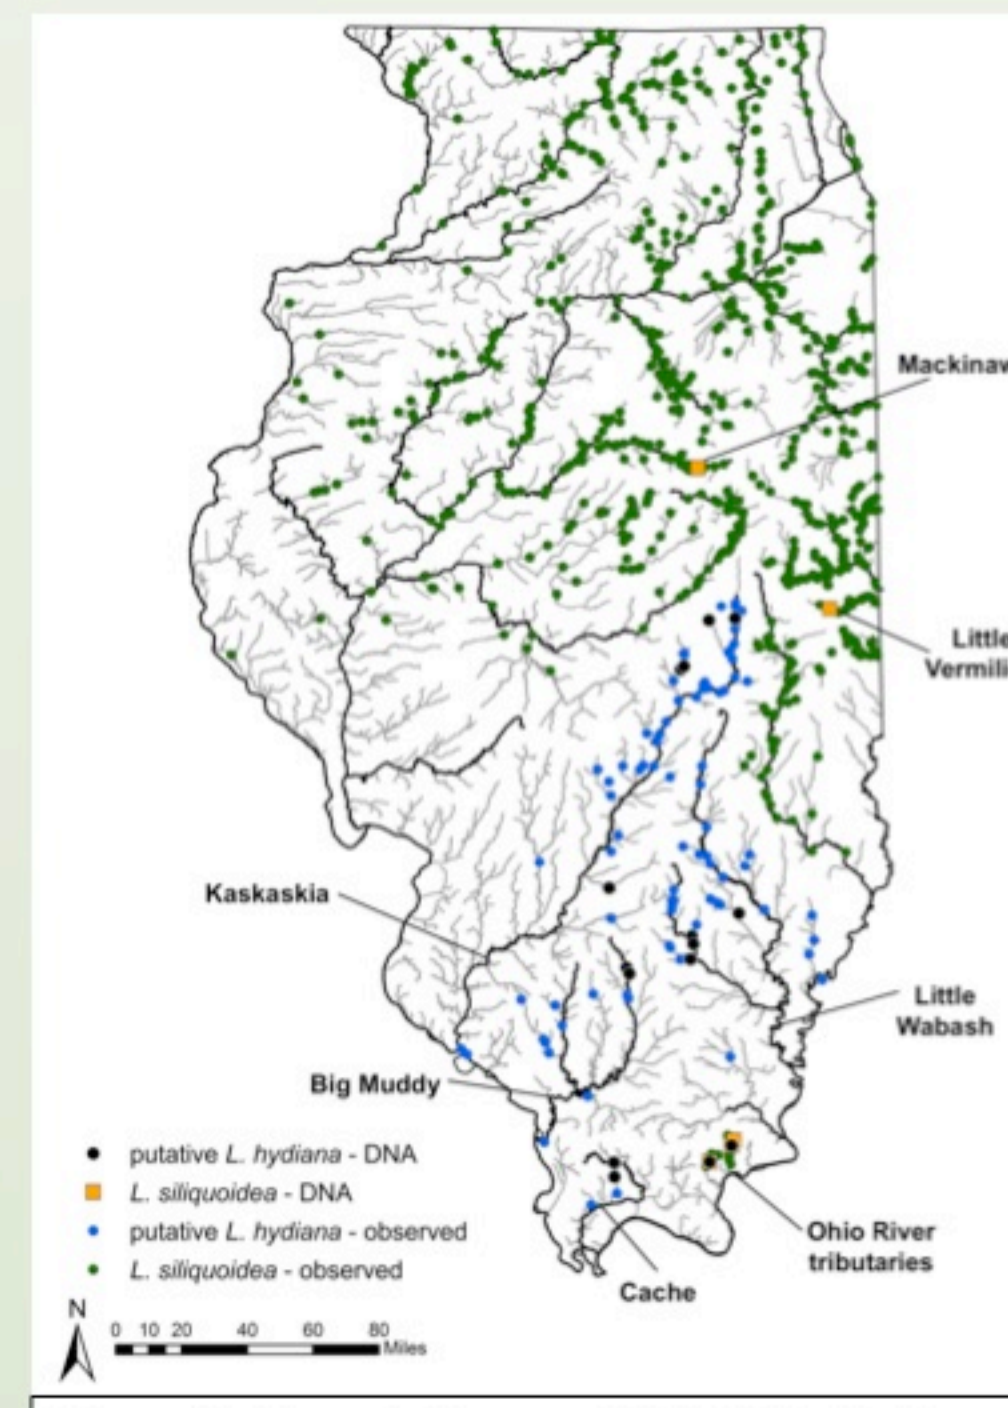 Mackinaw
Little
Kaskaskia
Little
Wabash
Big Muddy
putative L. hydiana - DNA
L. siliquoidea - DNA
putative L. hydiana - observed
L. siliquoidea - observed
Ohio River
tributaries
Cache
N
0 10 20 40 60 80
Miles